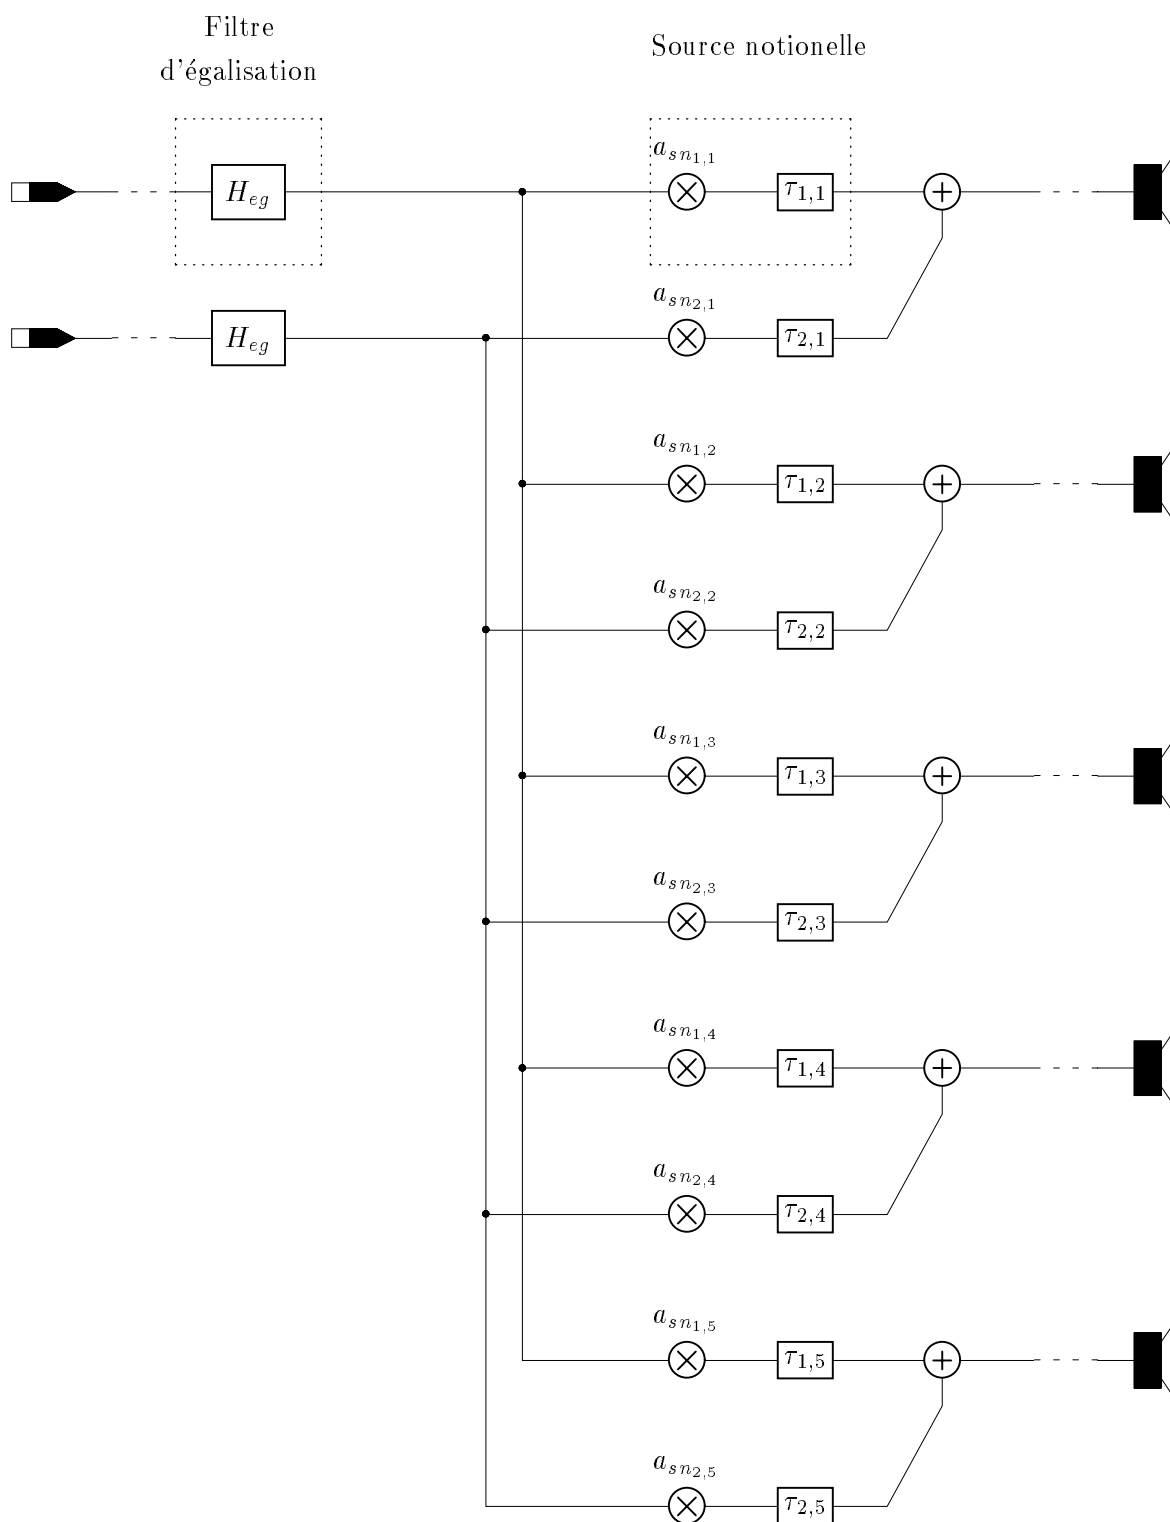 Filtre
d'égalisation
Source notionelle
a_{sn_{1,1}}
H_{eg}
τ_{1,1}
a_{sn_{2,1}}
H_{eg}
τ_{2,1}
a_{sn_{1,2}}
τ_{1,2}
a_{sn_{2,2}}
τ_{2,2}
a_{sn_{1,3}}
τ_{1,3}
a_{sn_{2,3}}
τ_{2,3}
a_{sn_{1,4}}
τ_{1,4}
a_{sn_{2,4}}
τ_{2,4}
a_{sn_{1,5}}
τ_{1,5}
a_{sn_{2,5}}
τ_{2,5}